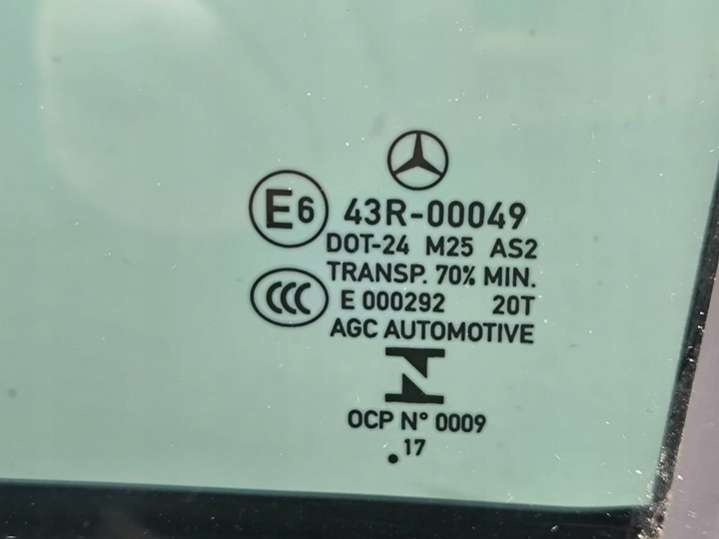 E6 43R-00049
DOT-24 M25 AS2
TRANSP. 70% MIN.
CCC E 000292 20T
AGC AUTOMOTIVE
OCP N° 0009
.17